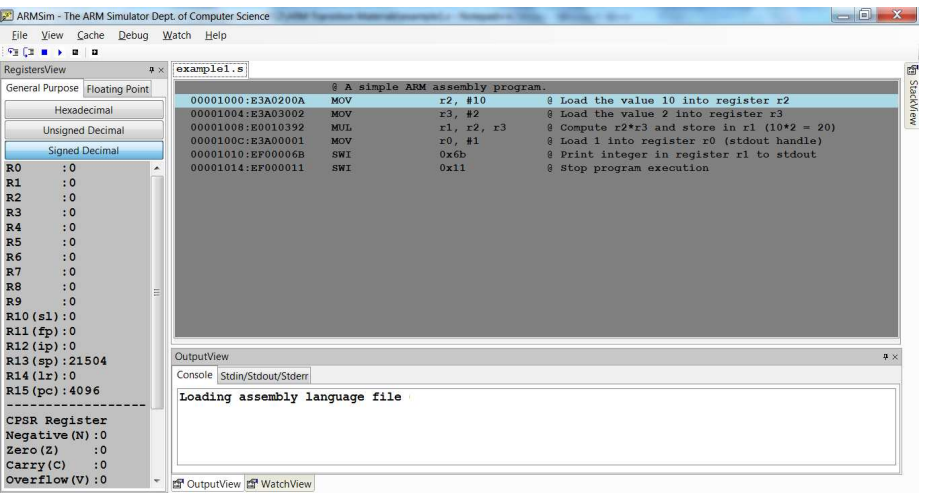 ARMSim - The ARM Simulator Dept. of Computer Science
File View Cache Debug Watch Help
RegistersView
General Purpose Floating Point
Hexadecimal
Unsigned Decimal
Signed Decimal
R0 :0
R1 :0
R2 :0
R3 :0
R4 :0
R5 :0
R6 :0
R7 :0
R8 :0
R9 :0
R10(sl):0
R11(fp):0
R12(ip):0
R13(sp):21504
R14(lr):0
R15(pc):4096
--------------------
CPSR Register
Negative(N):0
Zero(Z) :0
Carry(C) :0
Overflow(V):0
example1.s
@ A simple ARM assembly program.
00001000:E3A0200A MOV r2, #10 @ Load the value 10 into register r2
00001004:E3A03002 MOV r3, #2 @ Load the value 2 into register r3
00001008:E0010392 MUL r1, r2, r3 @ Compute r2*r3 and store in r1 (10*2 = 20)
0000100C:E3A00001 MOV r0, #1 @ Load 1 into register r0 (stdout handle)
00001010:EF00006B SWI 0x6b @ Print integer in register r1 to stdout
00001014:EF000011 SWI 0x11 @ Stop program execution
StackView
OutputView
Console Stdin/Stdout/Stderr
Loading assembly language file
OutputView WatchView